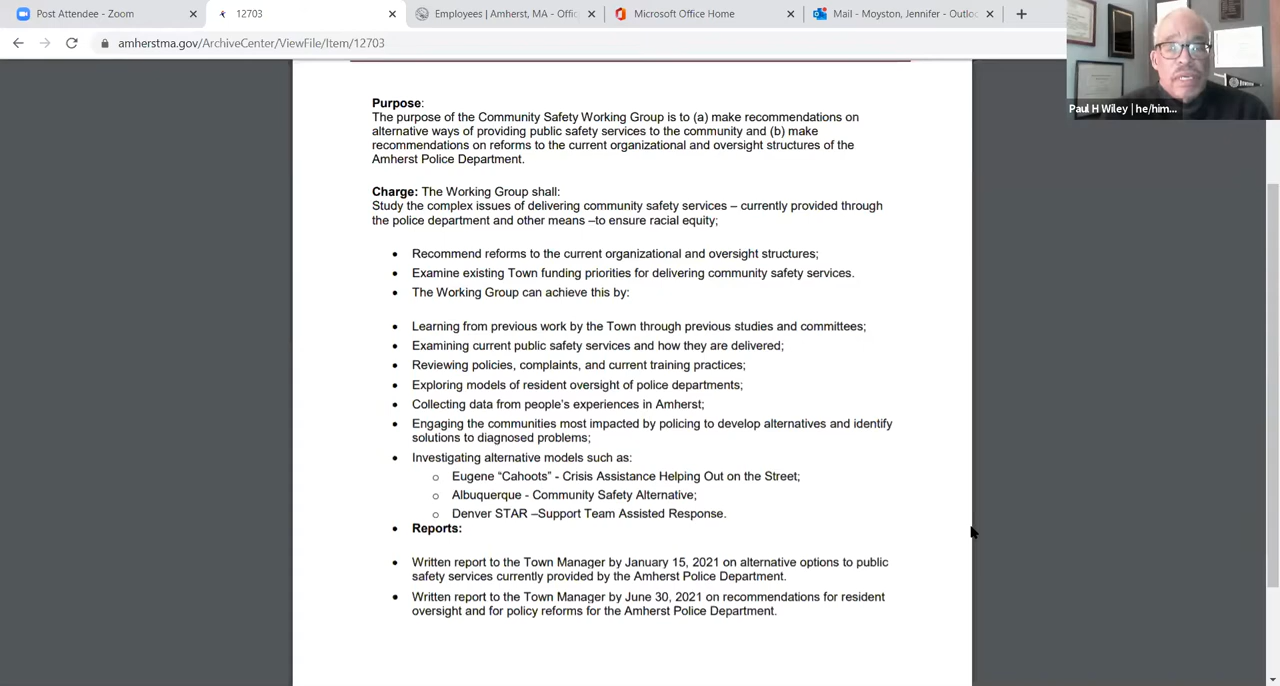 Post Attendee - Zoom
12703
Employees | Amherst, MA - Offic
Microsoft Office Home
Mail - Moyston, Jennifer - Outloo
amherstma.gov/ArchiveCenter/ViewFile/Item/12703
Paul H Wiley | he/him...
Purpose:
The purpose of the Community Safety Working Group is to (a) make recommendations on
alternative ways of providing public safety services to the community and (b) make
recommendations on reforms to the current organizational and oversight structures of the
Amherst Police Department.
Charge: The Working Group shall:
Study the complex issues of delivering community safety services – currently provided through
the police department and other means –to ensure racial equity;
• Recommend reforms to the current organizational and oversight structures;
• Examine existing Town funding priorities for delivering community safety services.
• The Working Group can achieve this by:
• Learning from previous work by the Town through previous studies and committees;
• Examining current public safety services and how they are delivered;
• Reviewing policies, complaints, and current training practices;
• Exploring models of resident oversight of police departments;
• Collecting data from people’s experiences in Amherst;
• Engaging the communities most impacted by policing to develop alternatives and identify
solutions to diagnosed problems;
• Investigating alternative models such as:
o Eugene “Cahoots” - Crisis Assistance Helping Out on the Street;
o Albuquerque - Community Safety Alternative;
o Denver STAR –Support Team Assisted Response.
• Reports:
• Written report to the Town Manager by January 15, 2021 on alternative options to public
safety services currently provided by the Amherst Police Department.
• Written report to the Town Manager by June 30, 2021 on recommendations for resident
oversight and for policy reforms for the Amherst Police Department.